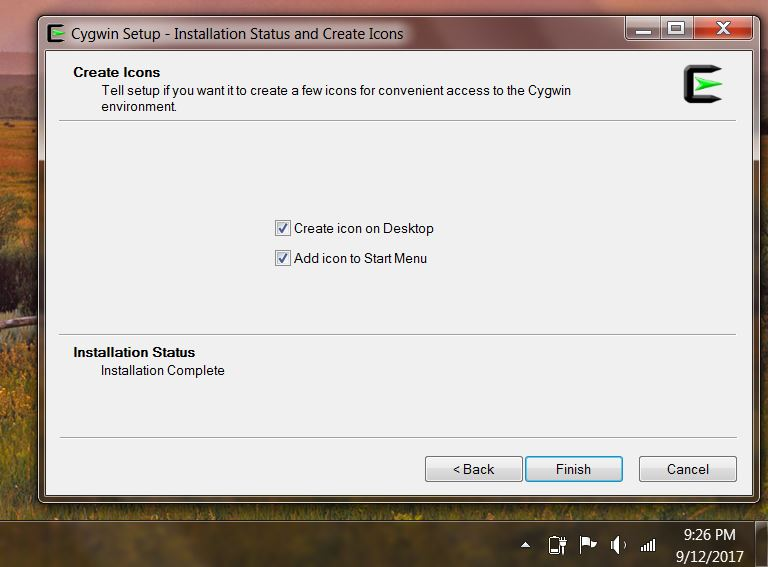 Cygwin Setup - Installation Status and Create Icons
Create Icons
Tell setup if you want it to create a few icons for convenient access to the Cygwin
environment.
Create icon on Desktop
Add icon to Start Menu
Installation Status
Installation Complete
< Back Finish Cancel
9:26 PM
9/12/2017